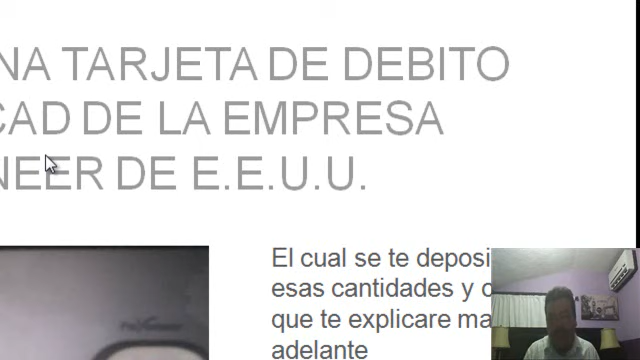 NA TARJETA DE DEBITO
CAD DE LA EMPRESA
NEER DE E.E.U.U.
El cual se te deposi
esas cantidades y o
que te explicare ma
adelante